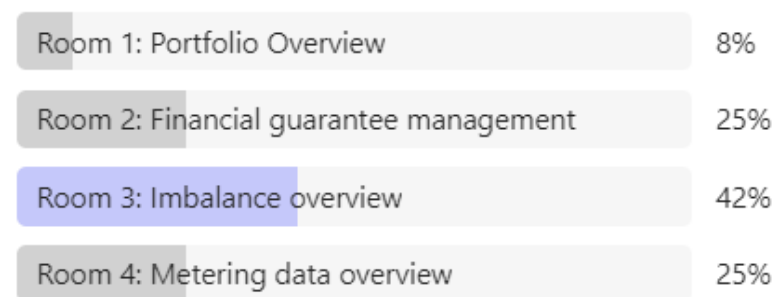 Room 1: Portfolio Overview 8%
Room 2: Financial guarantee management 25%
Room 3: Imbalance overview 42%
Room 4: Metering data overview 25%